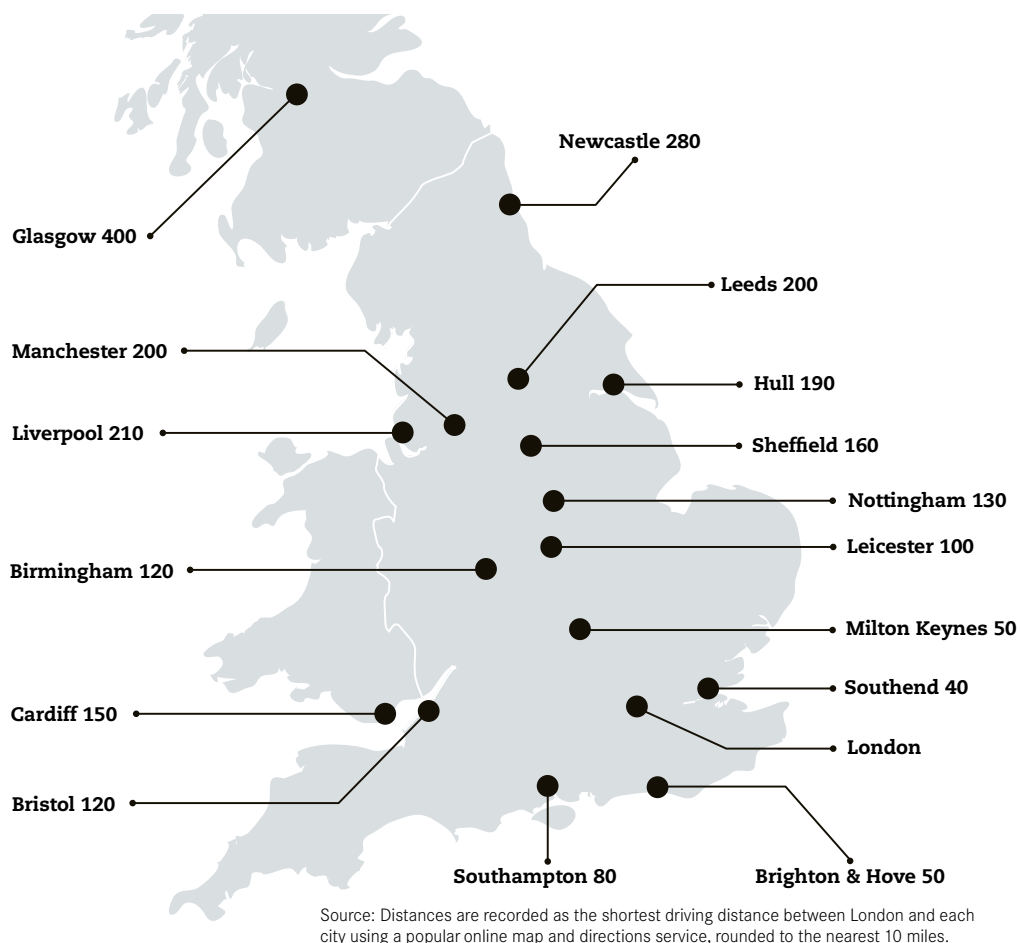 Newcastle 280
Glasgow 400
Leeds 200
Manchester 200
Hull 190
Liverpool 210
Sheffield 160
Nottingham 130
Leicester 100
Birmingham 120
Milton Keynes 50
Southend 40
Cardiff 150
London
Bristol 120
Southampton 80
Brighton & Hove 50
Source: Distances are recorded as the shortest driving distance between London and each
city using a popular online map and directions service, rounded to the nearest 10 miles.